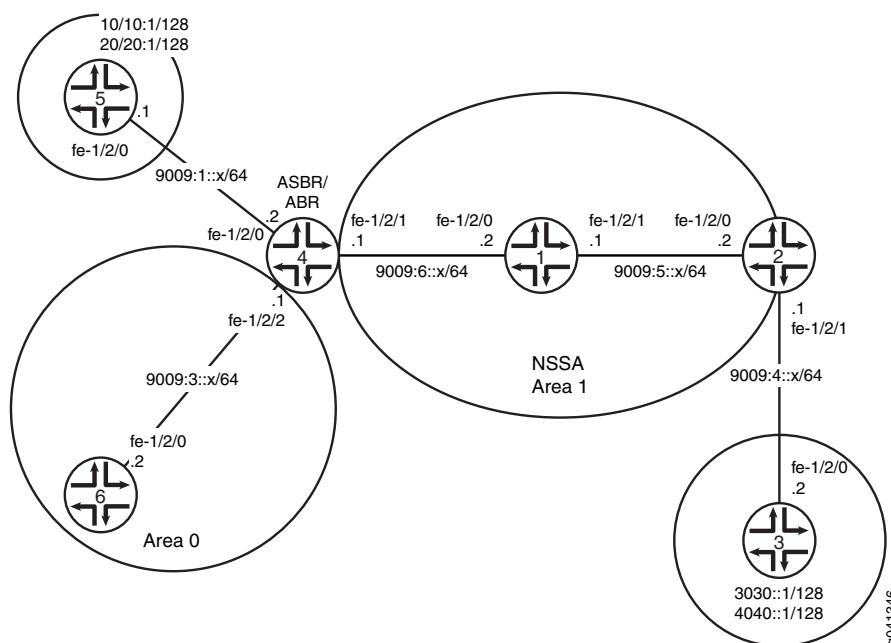 10/10:1/128
20/20:1/128
5
.1
fe-1/2/0
9009:1::x/64
ASBR/
ABR
.2
fe-1/2/0
4
fe-1/2/1
.1
9009:6::x/64
fe-1/2/0
.2
1
fe-1/2/1
.1
9009:5::x/64
fe-1/2/0
.2
2
.1
fe-1/2/1
.1
fe-1/2/2
NSSA
Area 1
9009:3::x/64
9009:4::x/64
fe-1/2/0
.2
6
Area 0
fe-1/2/0
.2
3
3030::1/128
4040::1/128
g041346